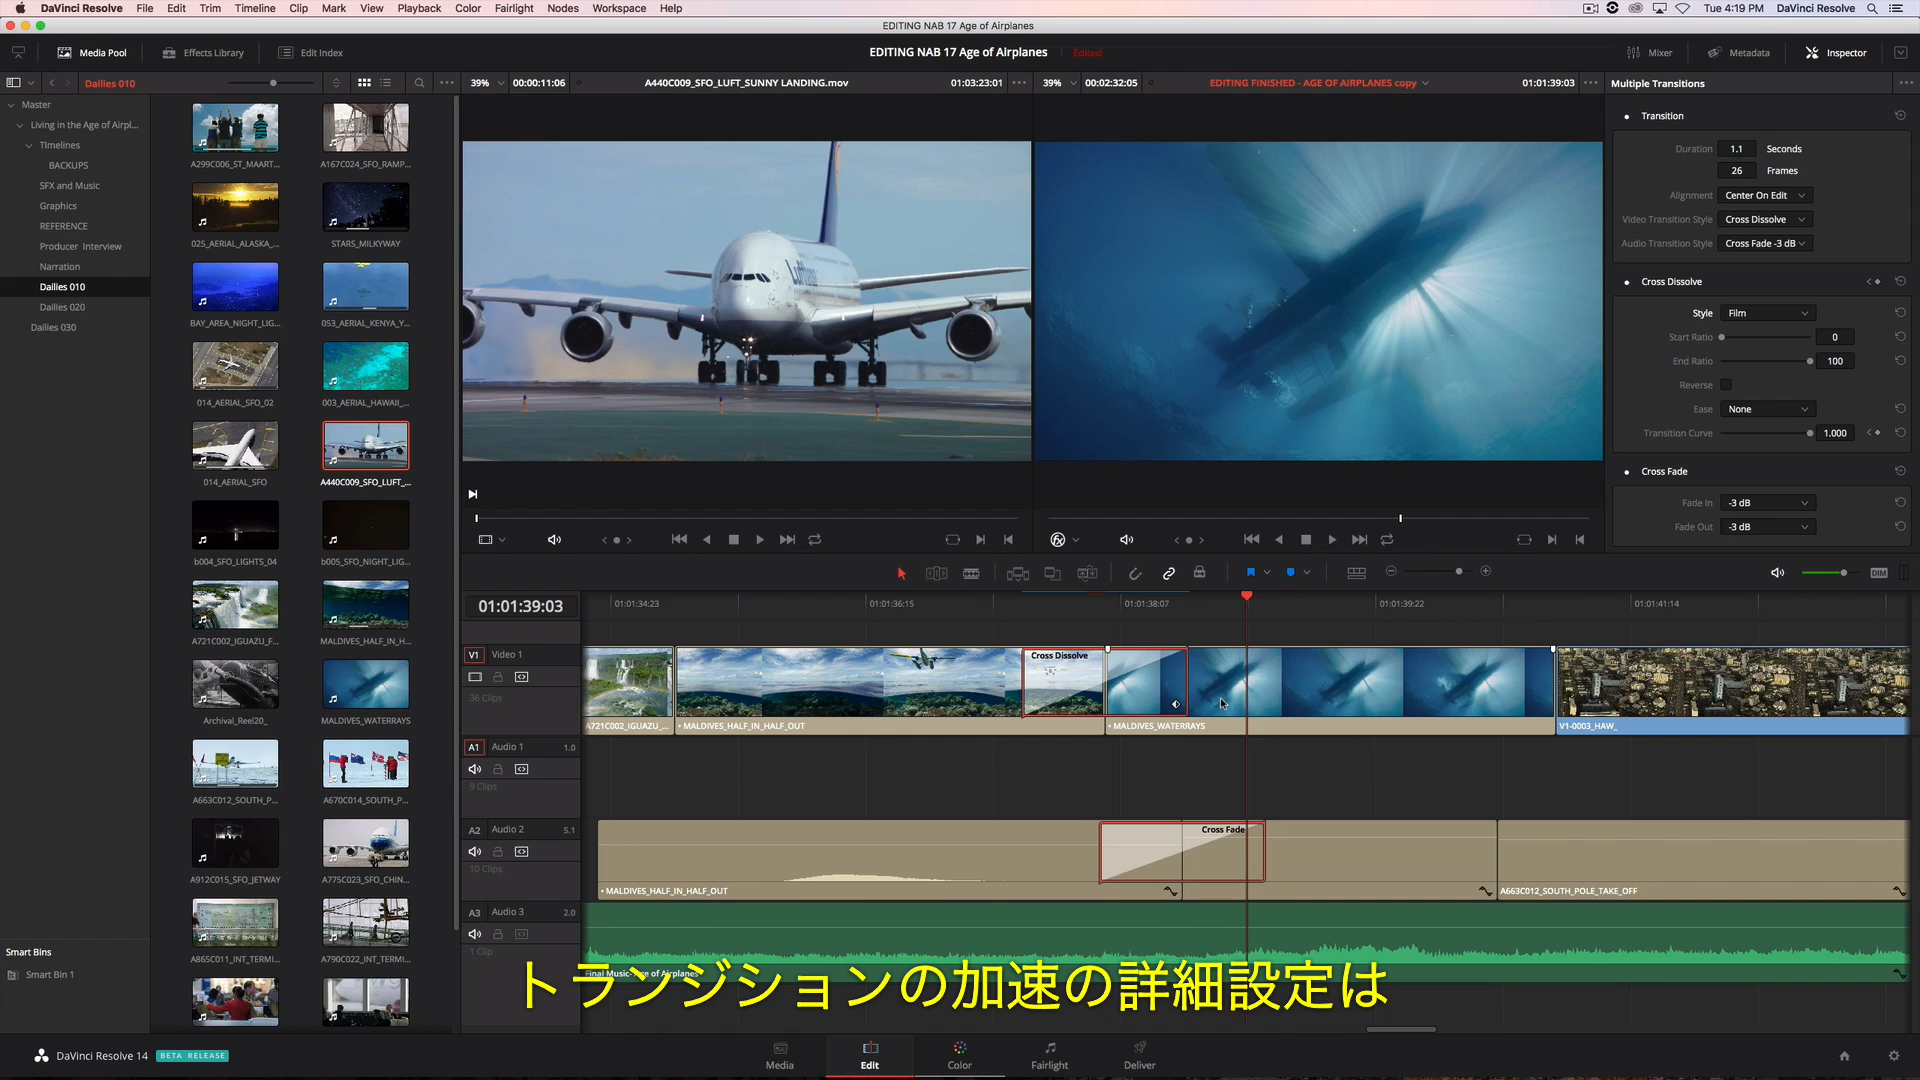 DaVinci Resolve File Edit Trim Timeline Clip Mark View Playback Color Fairlight Nodes Workspace Help Tue 4:19 PM DaVinci Resolve
EDITING NAB 17 Age of Airplanes
Media Pool Effects Library Edit Index EDITING NAB 17 Age of Airplanes Edited Mixer Metadata Inspector
Dailies 010 39% 00:00:11:06 A440C009_SFO_LUFT_SUNNY LANDING.mov 01:03:23:01 39% 00:02:32:05 EDITING FINISHED - AGE OF AIRPLANES copy 01:01:39:03 Multiple Transitions
Master
Living in the Age of Airpl...
Timelines
BACKUPS
SFX and Music
Graphics
REFERENCE
Producer Interview
Narration
Dailies 010
Dailies 020
Dailies 030
Smart Bins
Smart Bin 1
A299C006_ST_MAART... A167C024_SFO_RAMP...
025_AERIAL_ALASKA_... STARS_MILKYWAY
BAY_AREA_NIGHT_LIG... 053_AERIAL_KENYA_Y...
014_AERIAL_SFO_02 003_AERIAL_HAWAII_...
014_AERIAL_SFO A440C009_SFO_LUFT_...
b004_SFO_LIGHTS_04 b005_SFO_NIGHT_LIG...
A721C002_IGUAZU_F... MALDIVES_HALF_IN_H...
Archival_Reel20_ MALDIVES_WATERRAYS
A663C012_SOUTH_P... A670C014_SOUTH_P...
A912C015_SFO_JETWAY A775C023_SFO_CHIN...
A865C011_INT_TERMI... A790C022_INT_TERMI...
Transition
Duration 1.1 Seconds
26 Frames
Alignment Center On Edit
Video Transition Style Cross Dissolve
Audio Transition Style Cross Fade -3 dB
Cross Dissolve
Style Film
Start Ratio 0
End Ratio 100
Reverse
Ease None
Transition Curve 1.000
Cross Fade
Fade In -3 dB
Fade Out -3 dB
DIM
01:01:39:03 01:01:34:23 01:01:36:15 01:01:38:07 01:01:39:22 01:01:41:14
V1 Video 1
36 Clips
Cross Dissolve
A721C002_IGUAZU_... • MALDIVES_HALF_IN_HALF_OUT • MALDIVES_WATERRAYS V1-0003_HAW_
A1 Audio 1 1.0
9 Clips
A2 Audio 2 5.1
10 Clips
Cross Fade
• MALDIVES_HALF_IN_HALF_OUT A663C012_SOUTH_POLE_TAKE_OFF
A3 Audio 3 2.0
1 Clip
Final Music- Age of Airplanes
トランジションの加速の詳細設定は
DaVinci Resolve 14 BETA RELEASE Media Edit Color Fairlight Deliver